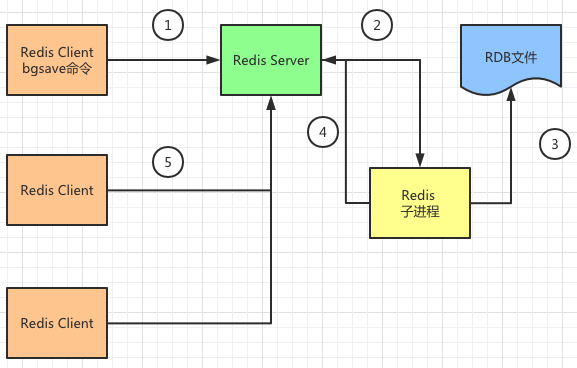 1
2
Redis Client
bgsave命令
Redis Server
RDB文件
4
3
5
Redis Client
Redis
子进程
Redis Client